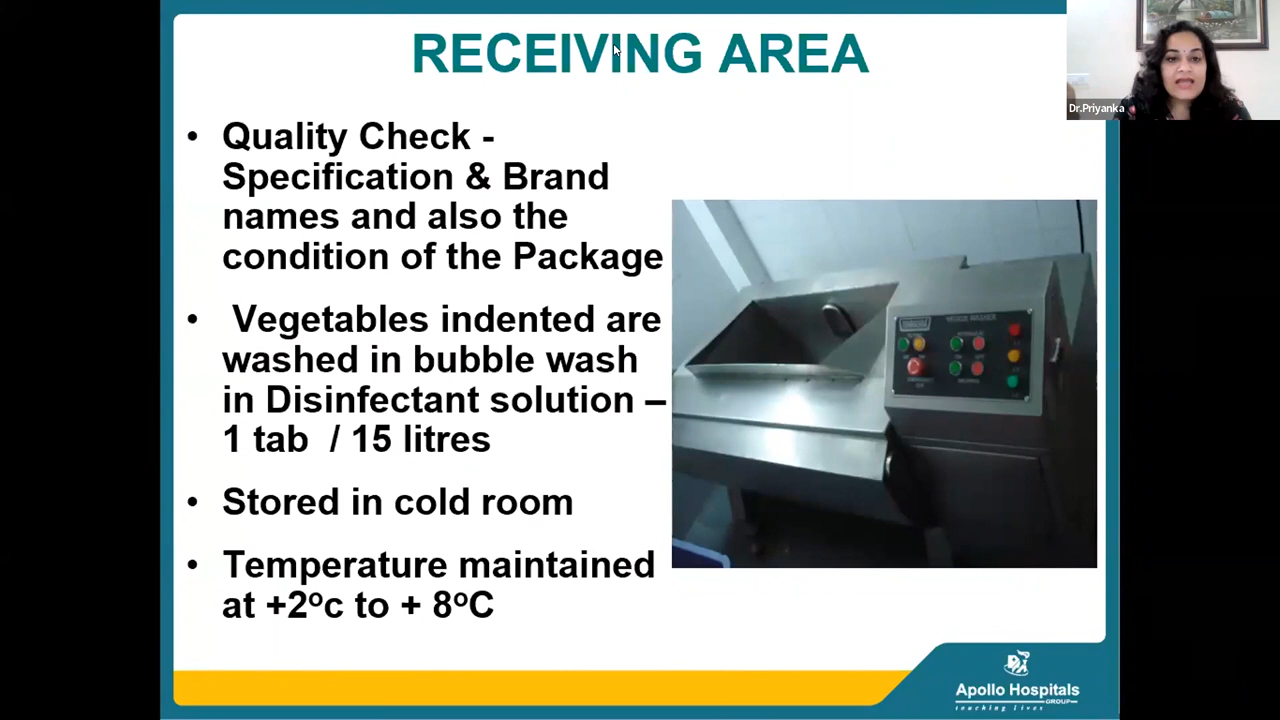 RECEIVING AREA
Dr.Priyanka
• Quality Check -
Specification & Brand
names and also the
condition of the Package
• Vegetables indented are
washed in bubble wash
in Disinfectant solution –
1 tab / 15 litres
• Stored in cold room
• Temperature maintained
at +2ºc to + 8ºC
VEGGIE WASHER
Apollo Hospitals
GROUP
touching lives